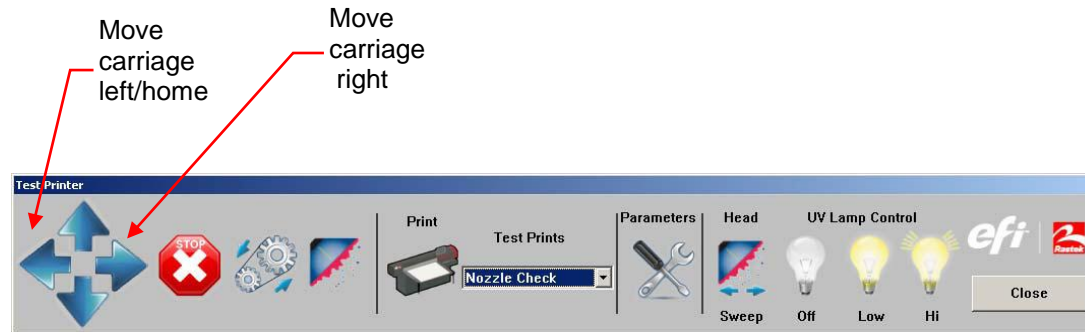 Move
carriage
left/home
Move
carriage
right
Test Printer
STOP
Print
Test Prints
Nozzle Check
Parameters
Head
Sweep
UV Lamp Control
Off
Low
Hi
efi
Rastek
Close